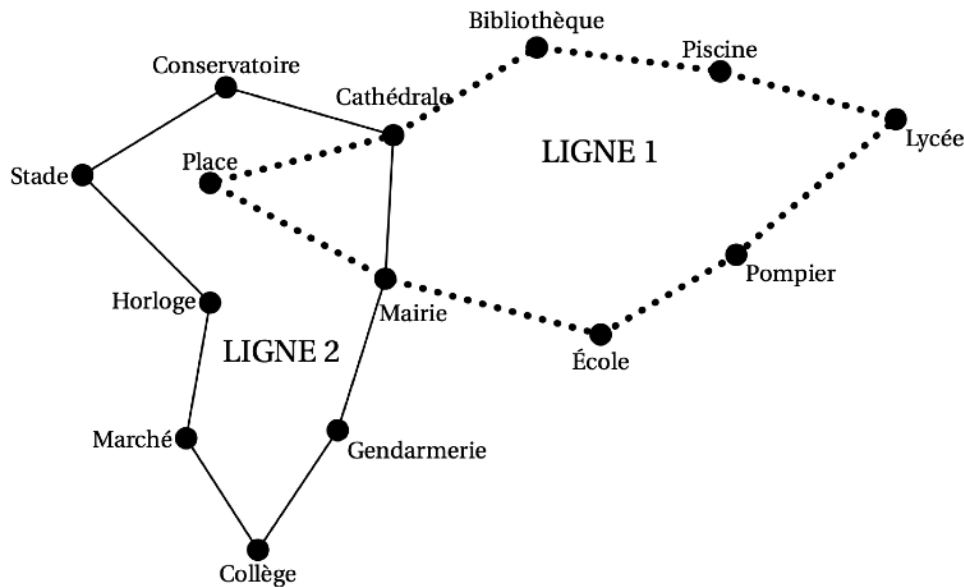 Bibliothèque
Piscine
Conservatoire
Cathédrale
Lycée
LIGNE 1
Place
Stade
Pompier
Horloge
Mairie
LIGNE 2
École
Marché
Gendarmerie
Collège